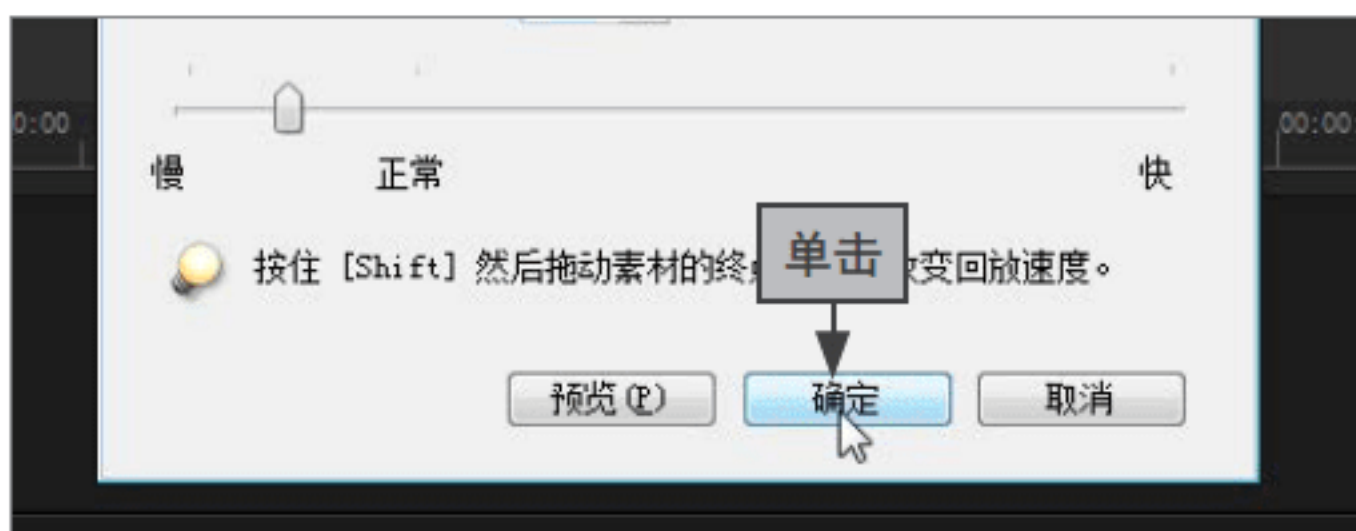 0:00
00:00
慢 正常 快
单击
按住 [Shift] 然后拖动素材的终 改变回放速度。
预览(P) 确定 取消